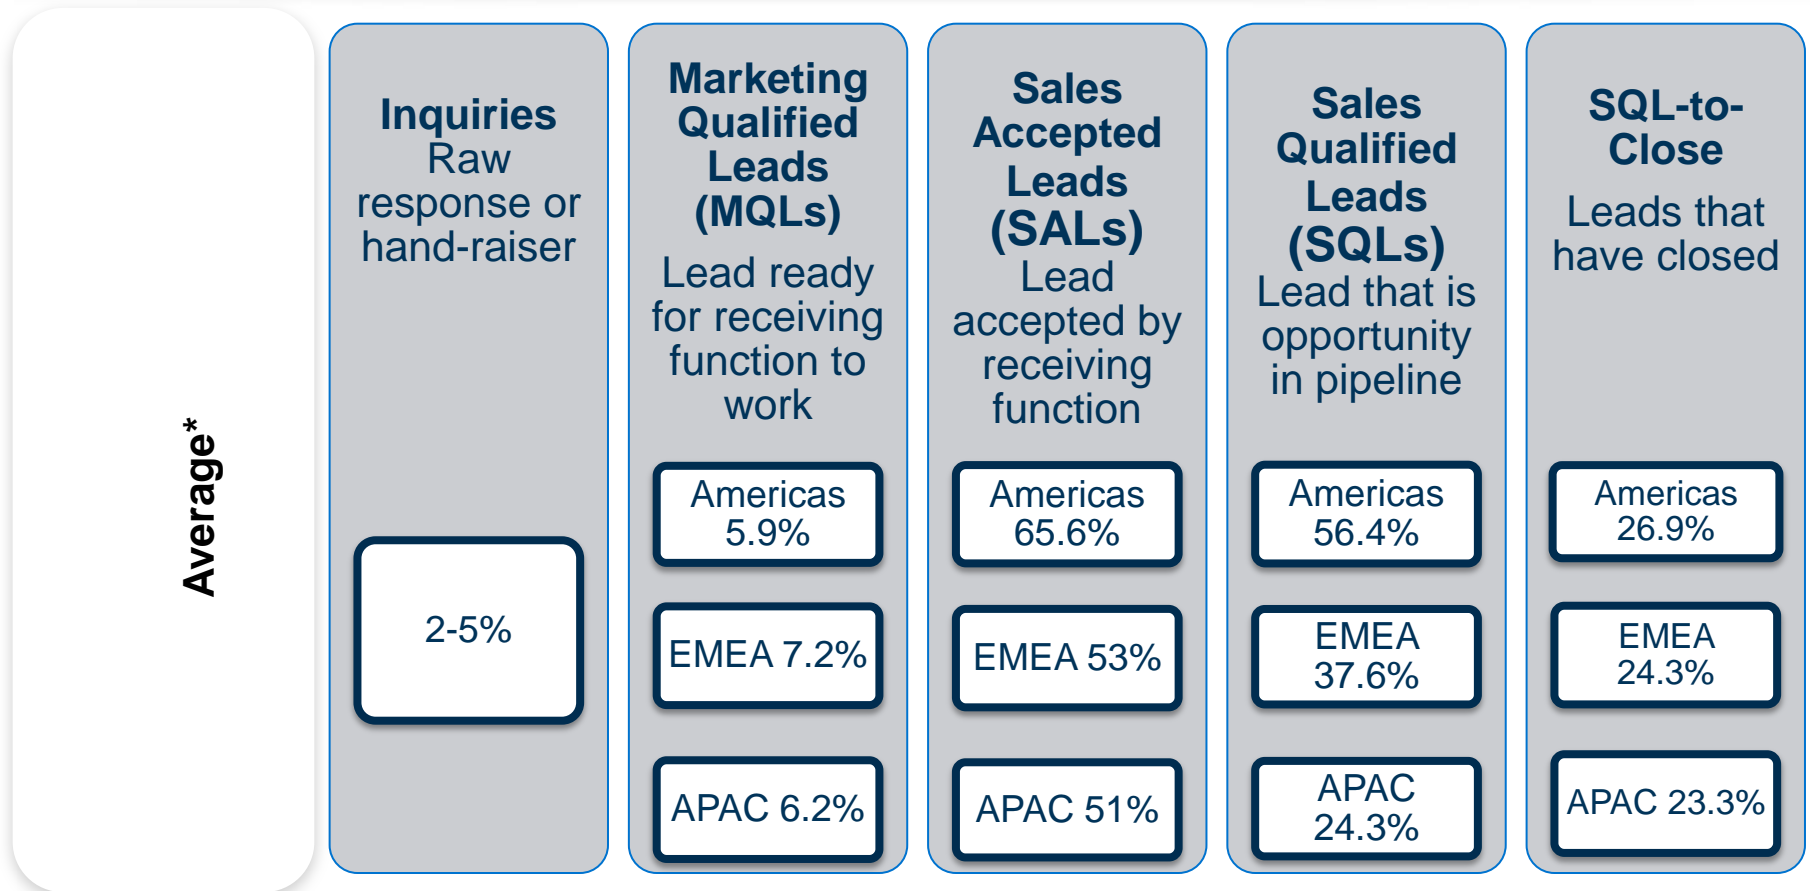 Average*
Inquiries
Raw
response or
hand-raiser
2-5%
Marketing
Qualified
Leads
(MQLs)
Lead ready
for receiving
function to
work
Americas
5.9%
EMEA 7.2%
APAC 6.2%
Sales
Accepted
Leads
(SALs)
Lead
accepted by
receiving
function
Americas
65.6%
EMEA 53%
APAC 51%
Sales
Qualified
Leads
(SQLs)
Lead that is
opportunity
in pipeline
Americas
56.4%
EMEA
37.6%
APAC
24.3%
SQL-to-
Close
Leads that
have closed
Americas
26.9%
EMEA
24.3%
APAC 23.3%